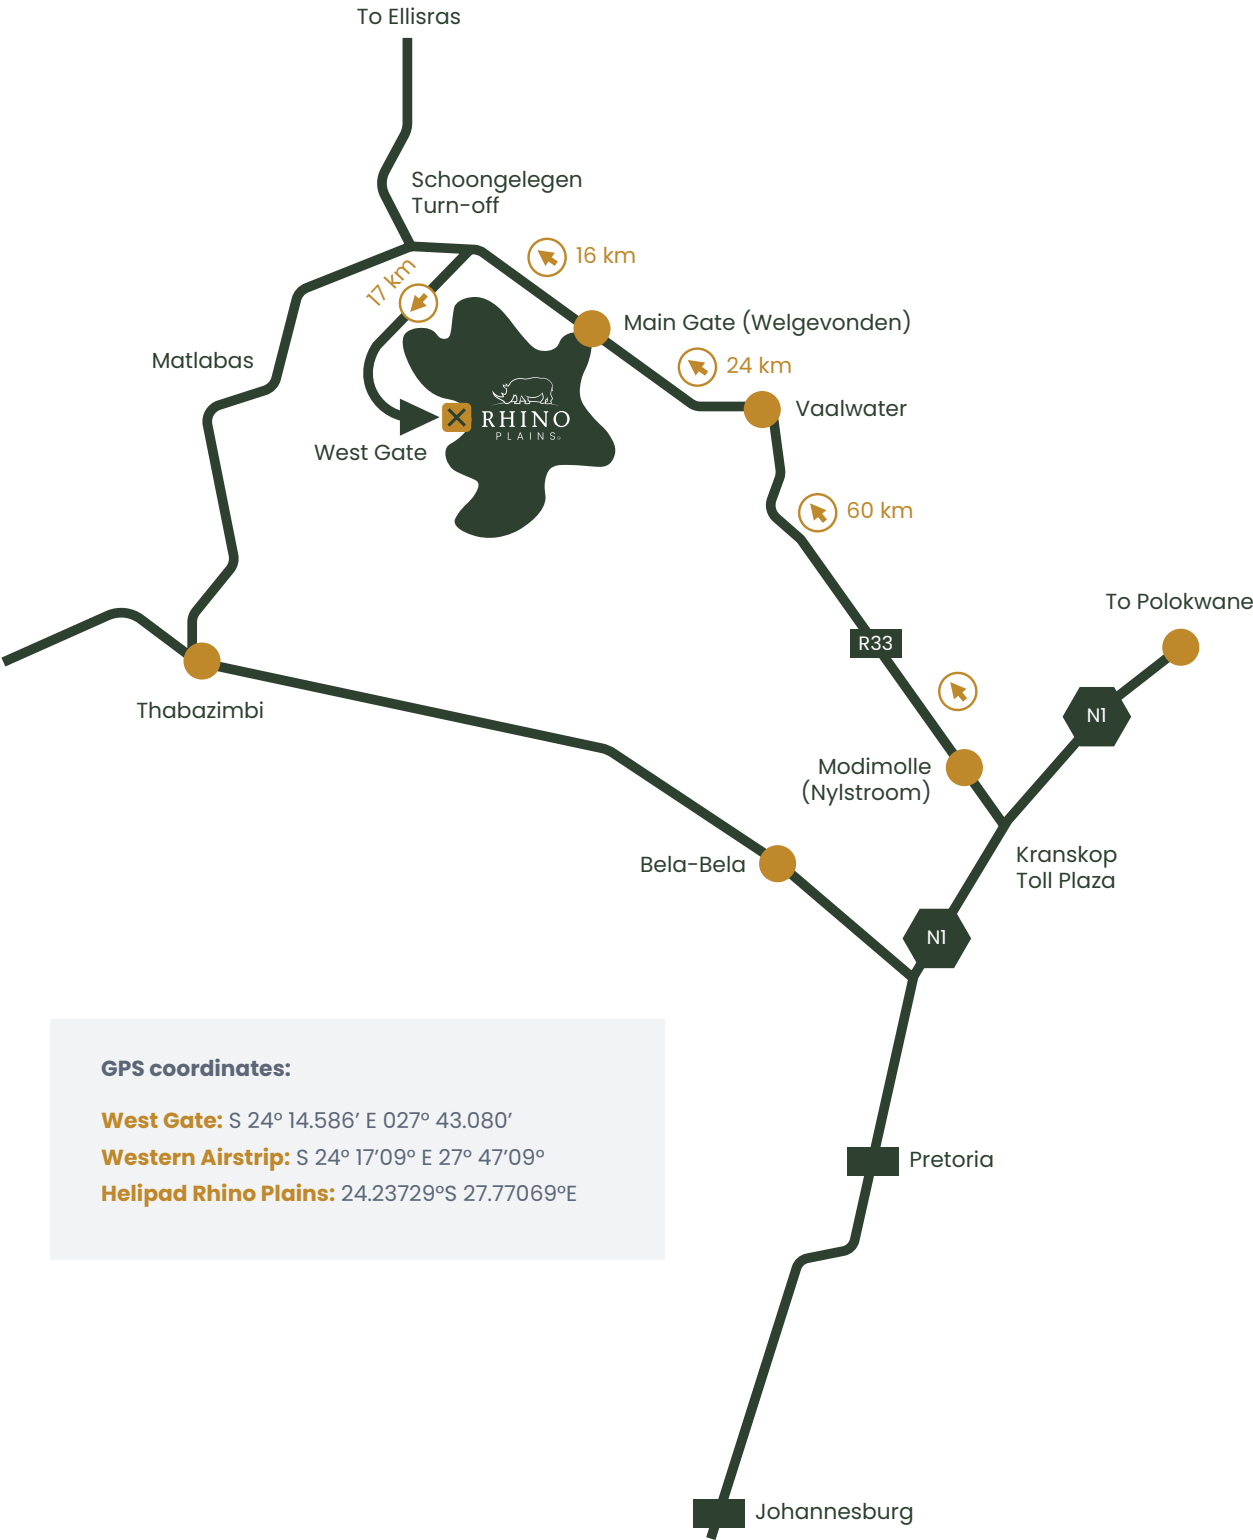 To Ellisras
Schoongelegen
Turn-off
16 km
17 km
Main Gate (Welgevonden)
24 km
Matlabas
Vaalwater
RHINO
PLAINS
West Gate
60 km
To Polokwane
R33
Thabazimbi
N1
Modimolle
(Nylstroom)
Bela-Bela
Kranskop
Toll Plaza
N1
GPS coordinates:
West Gate: S 24° 14.586’ E 027° 43.080’
Western Airstrip: S 24° 17’09° E 27° 47’09°
Helipad Rhino Plains: 24.23729°S 27.77069°E
Pretoria
Johannesburg